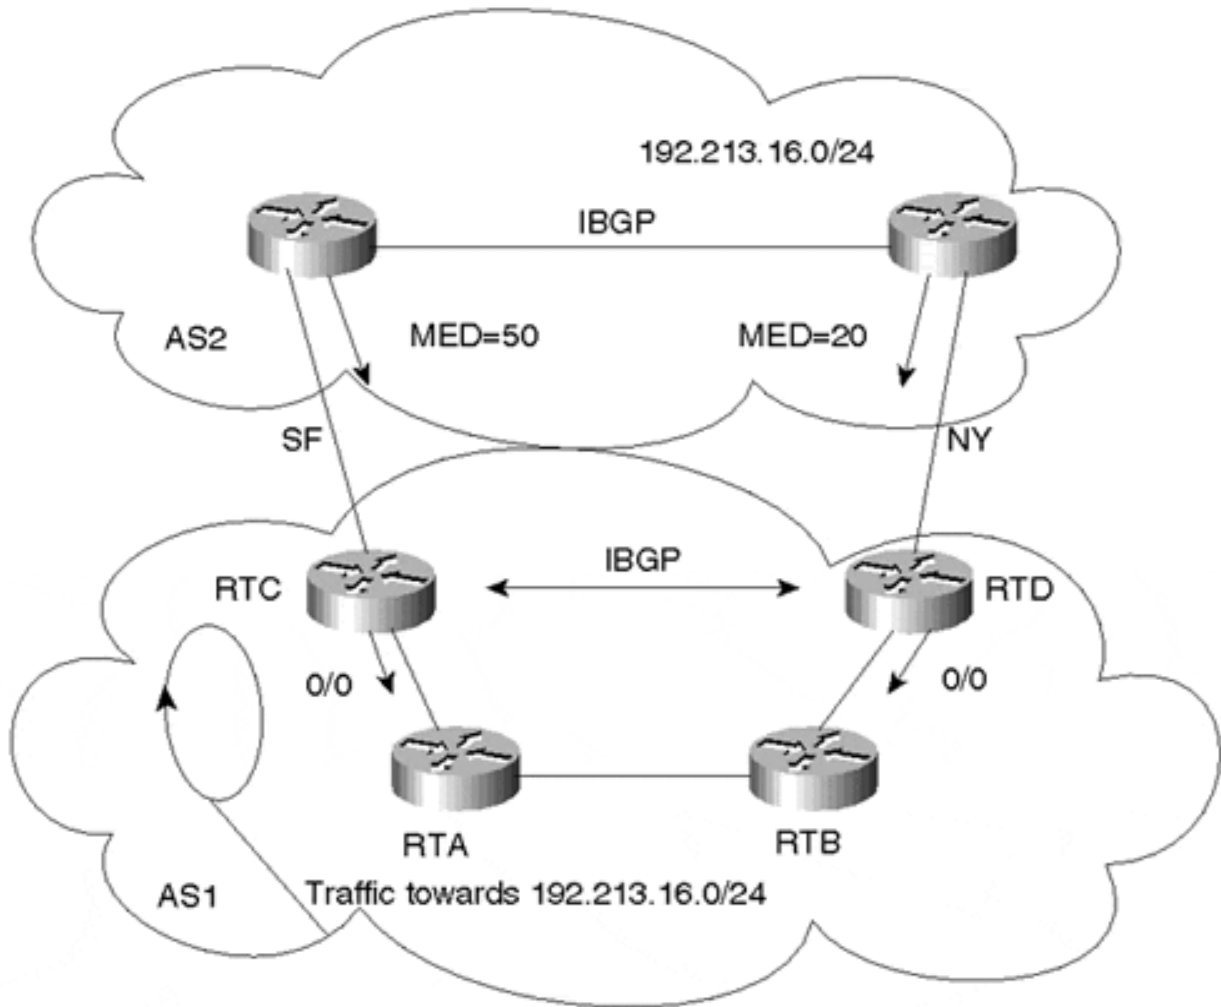 192.213.16.0/24
IBGP
AS2
MED=50
MED=20
SF
NY
RTC
IBGP
RTD
0/0
0/0
RTA
RTB
AS1
Traffic towards 192.213.16.0/24